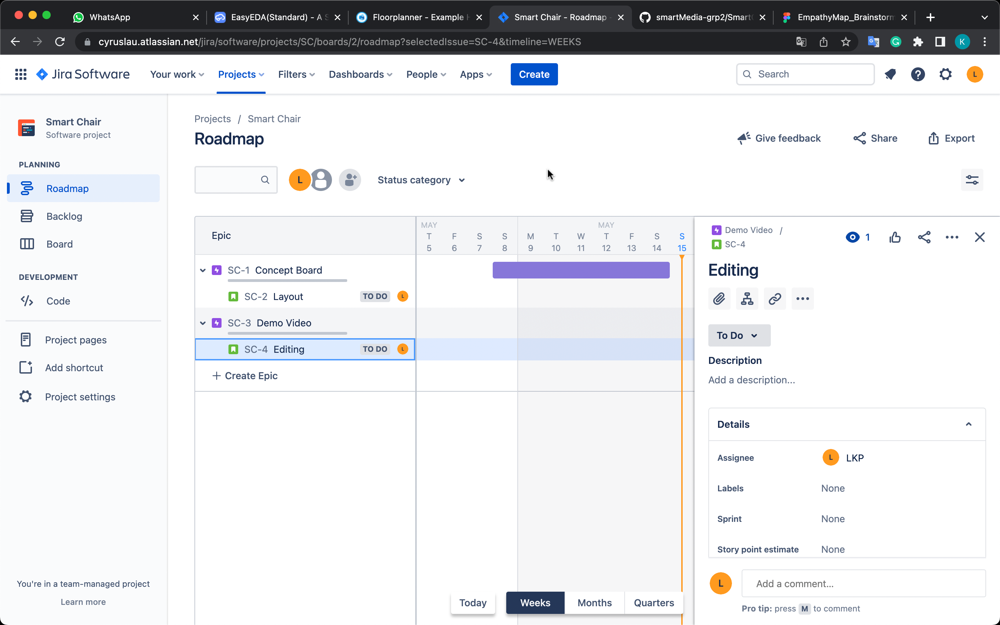 WhatsApp
EasyEDA(Standard) - A S
Floorplanner - Example H
Smart Chair - Roadmap -
smartMedia-grp2/Smart
EmpathyMap_Brainstorm
cyruslau.atlassian.net/jira/software/projects/SC/boards/2/roadmap?selectedIssue=SC-4&timeline=WEEKS
K
Jira Software
Your work
Projects
Filters
Dashboards
People
Apps
Create
Search
L
Smart Chair
Software project
PLANNING
Roadmap
Backlog
Board
DEVELOPMENT
Code
Project pages
Add shortcut
Project settings
You're in a team-managed project
Learn more
Projects / Smart Chair
Roadmap
Give feedback
Share
Export
L
Status category
Epic
MAY MAY
T F S S M T W T F S S
5 6 7 8 9 10 11 12 13 14 15
SC-1 Concept Board
SC-2 Layout TO DO L
SC-3 Demo Video
SC-4 Editing TO DO L
+ Create Epic
Today
Weeks
Months
Quarters
Demo Video /
SC-4
1
Editing
To Do
Description
Add a description...
Details
Assignee L LKP
Labels None
Sprint None
Story point estimate None
L
Add a comment...
Pro tip: press M to comment